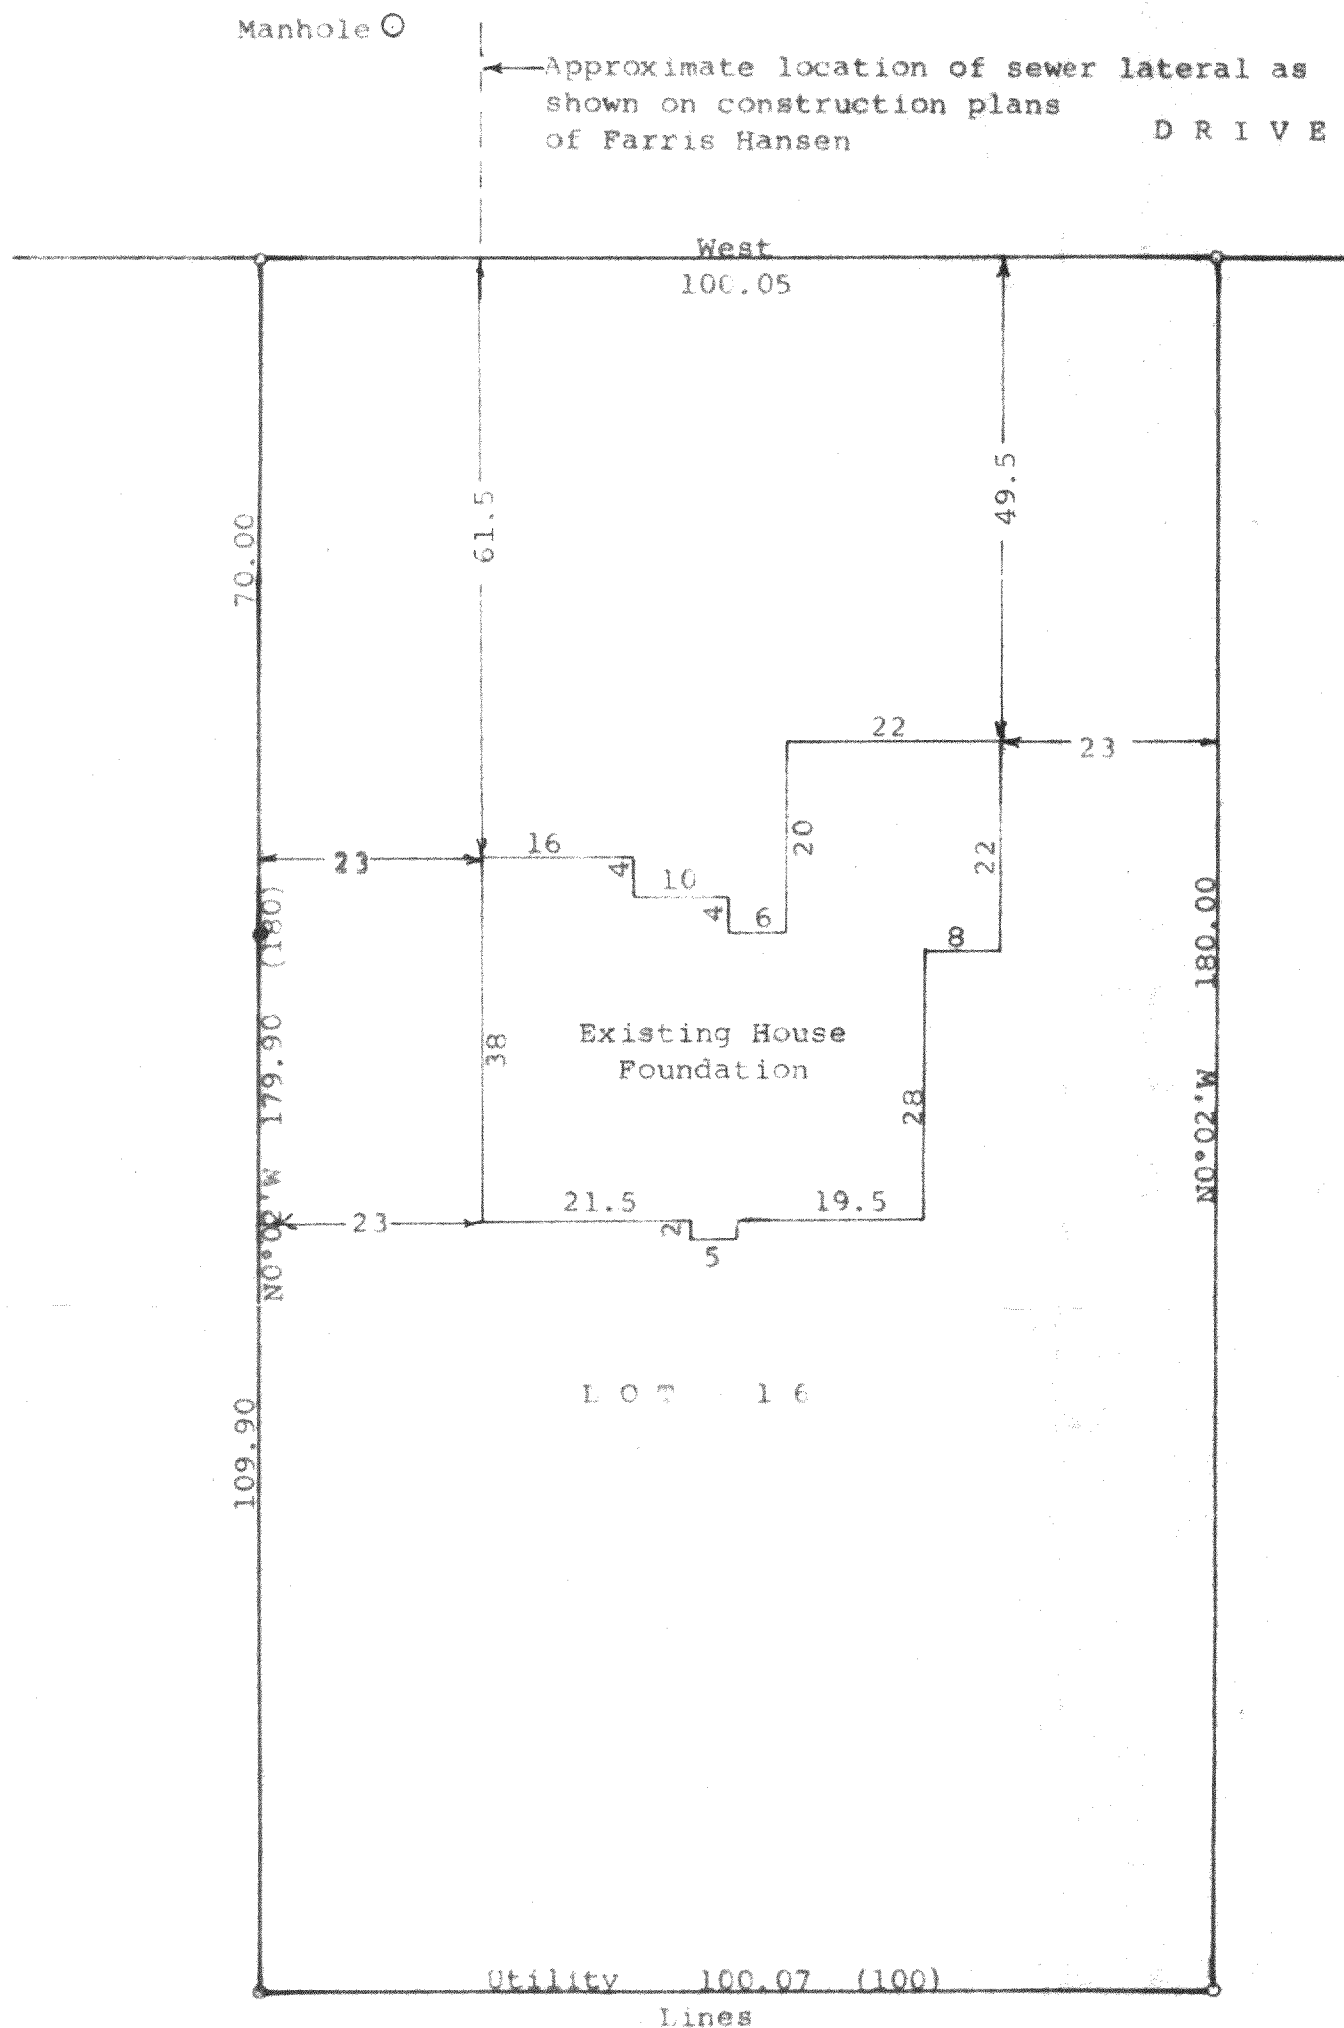 Manhole
Approximate location of sewer lateral as
shown on construction plans
of Farris Hansen
DRIVE
West
100.05
61.5
49.5
70.00
22
23
16
4
10
4
6
20
22
23
8
(180)
180.00
179.90
N0°02'W
N0°02'W
38
Existing House
Foundation
28
21.5
2
5
19.5
23
LOT 16
109.90
Utility 100.07 (100)
Lines